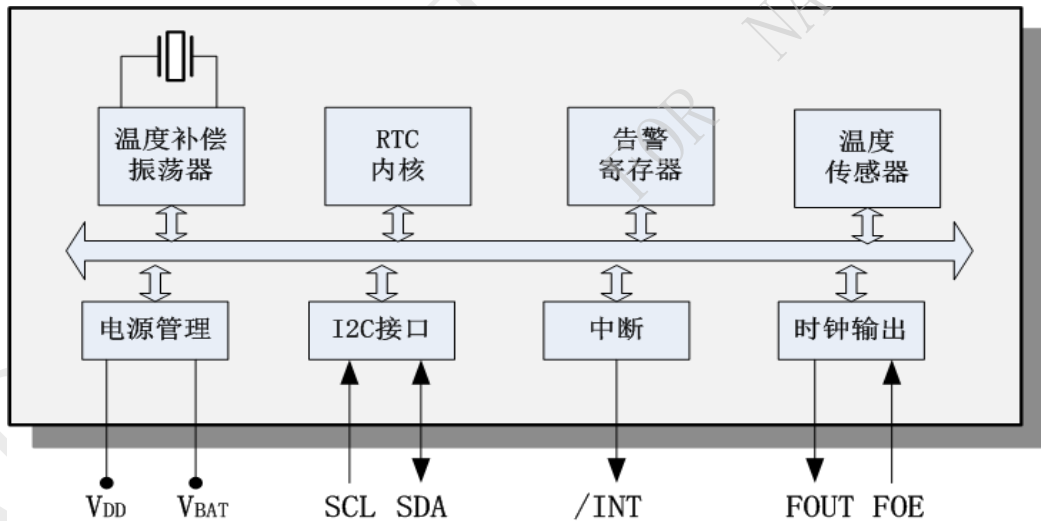 温度补偿
振荡器
RTC
内核
告警
寄存器
温度
传感器
电源管理
I2C接口
中断
时钟输出
VDD
VBAT
SCL
SDA
/INT
FOUT
FOE
FOR